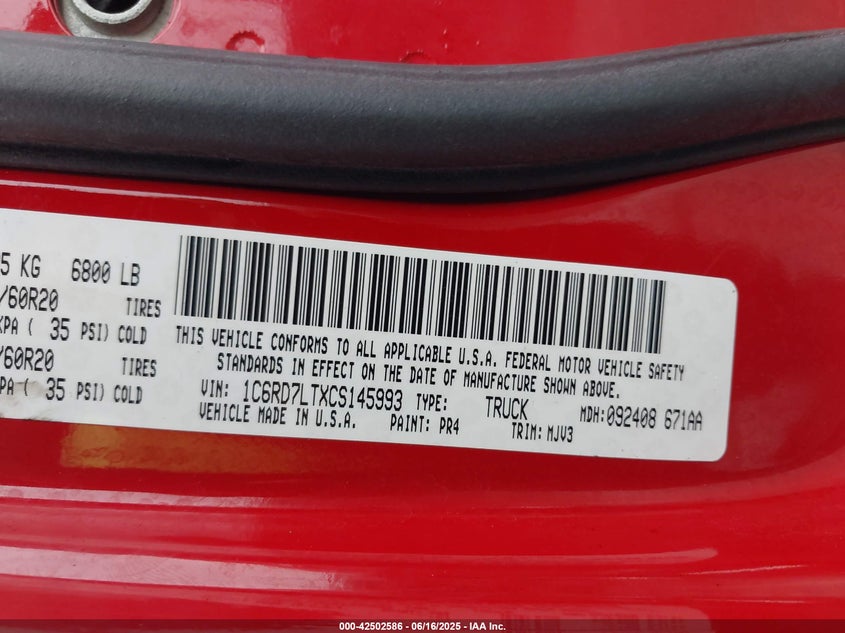 5 KG 6800 LB
/60R20 TIRES
KPA ( 35 PSI) COLD
/60R20 TIRES
PA ( 35 PSI) COLD
THIS VEHICLE CONFORMS TO ALL APPLICABLE U.S.A. FEDERAL MOTOR VEHICLE SAFETY
STANDARDS IN EFFECT ON THE DATE OF MANUFACTURE SHOWN ABOVE.
VIN: 1C6RD7LTXCS145993 TYPE: TRUCK MDH:092408 671AA
VEHICLE MADE IN U.S.A. PAINT: PR4 TRIM: MJV3
000-42502586 - 06/16/2025 - IAA Inc.